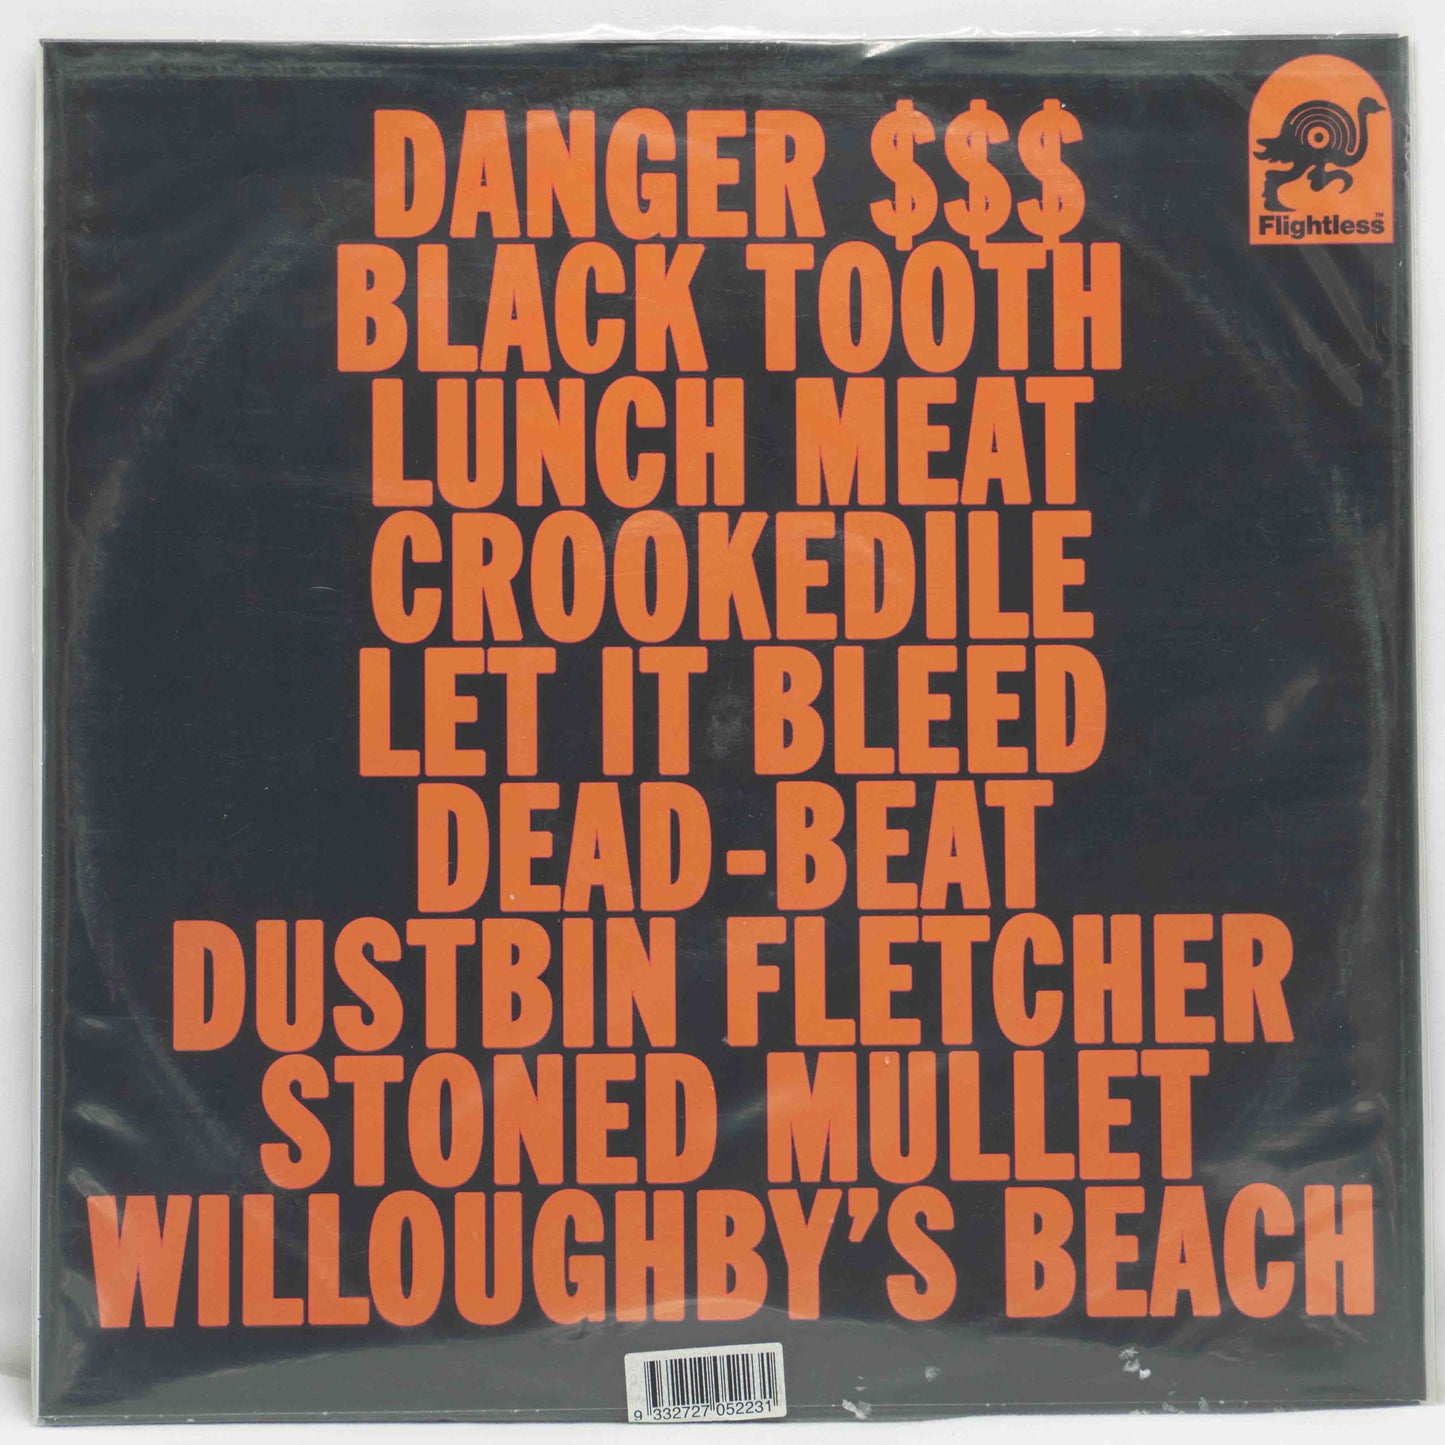 DANGER $$$
BLACK TOOTH
LUNCH MEAT
CROOKEDILE
LET IT BLEED
DEAD-BEAT
DUSTBIN FLETCHER
STONED MULLET
WILLOUGHBY'S BEACH
Flightless™
9 332727 052231